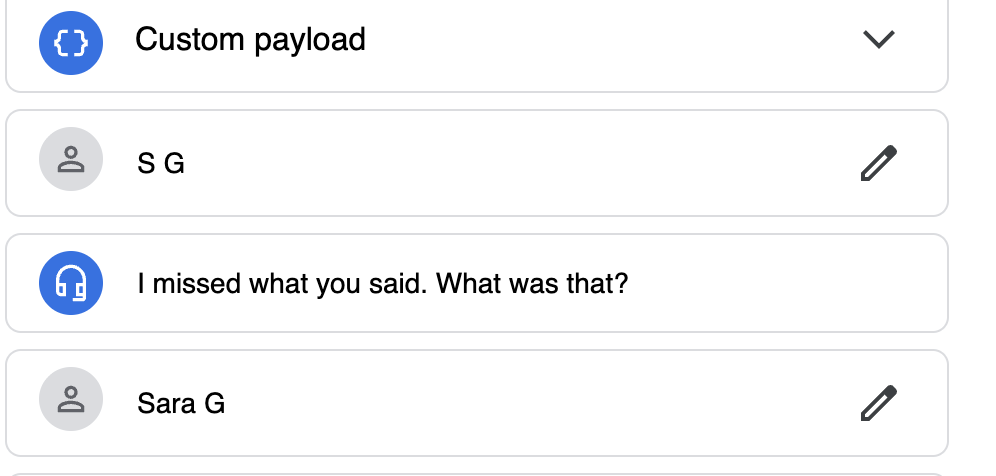 Custom payload
S G
I missed what you said. What was that?
Sara G